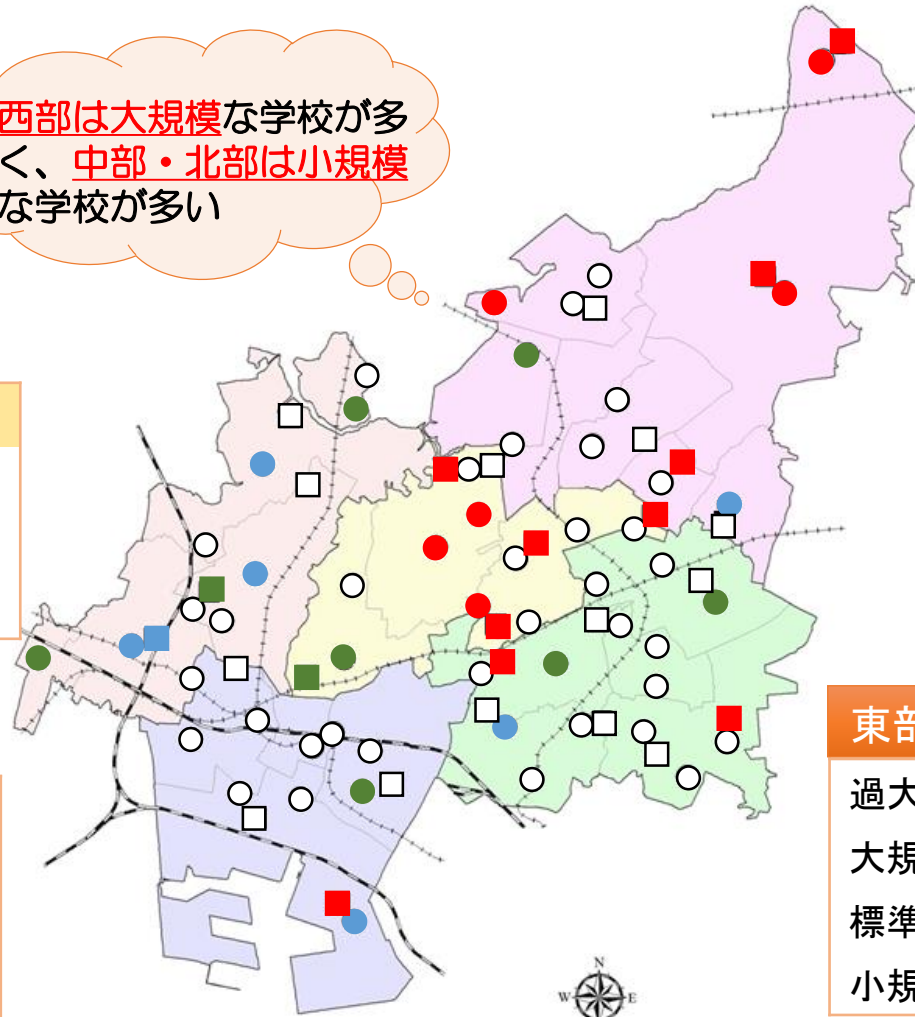 西部は大規模な学校が多
く、中部・北部は小規模
な学校が多い
東部
過大
大規
標準
小規
N
W
E